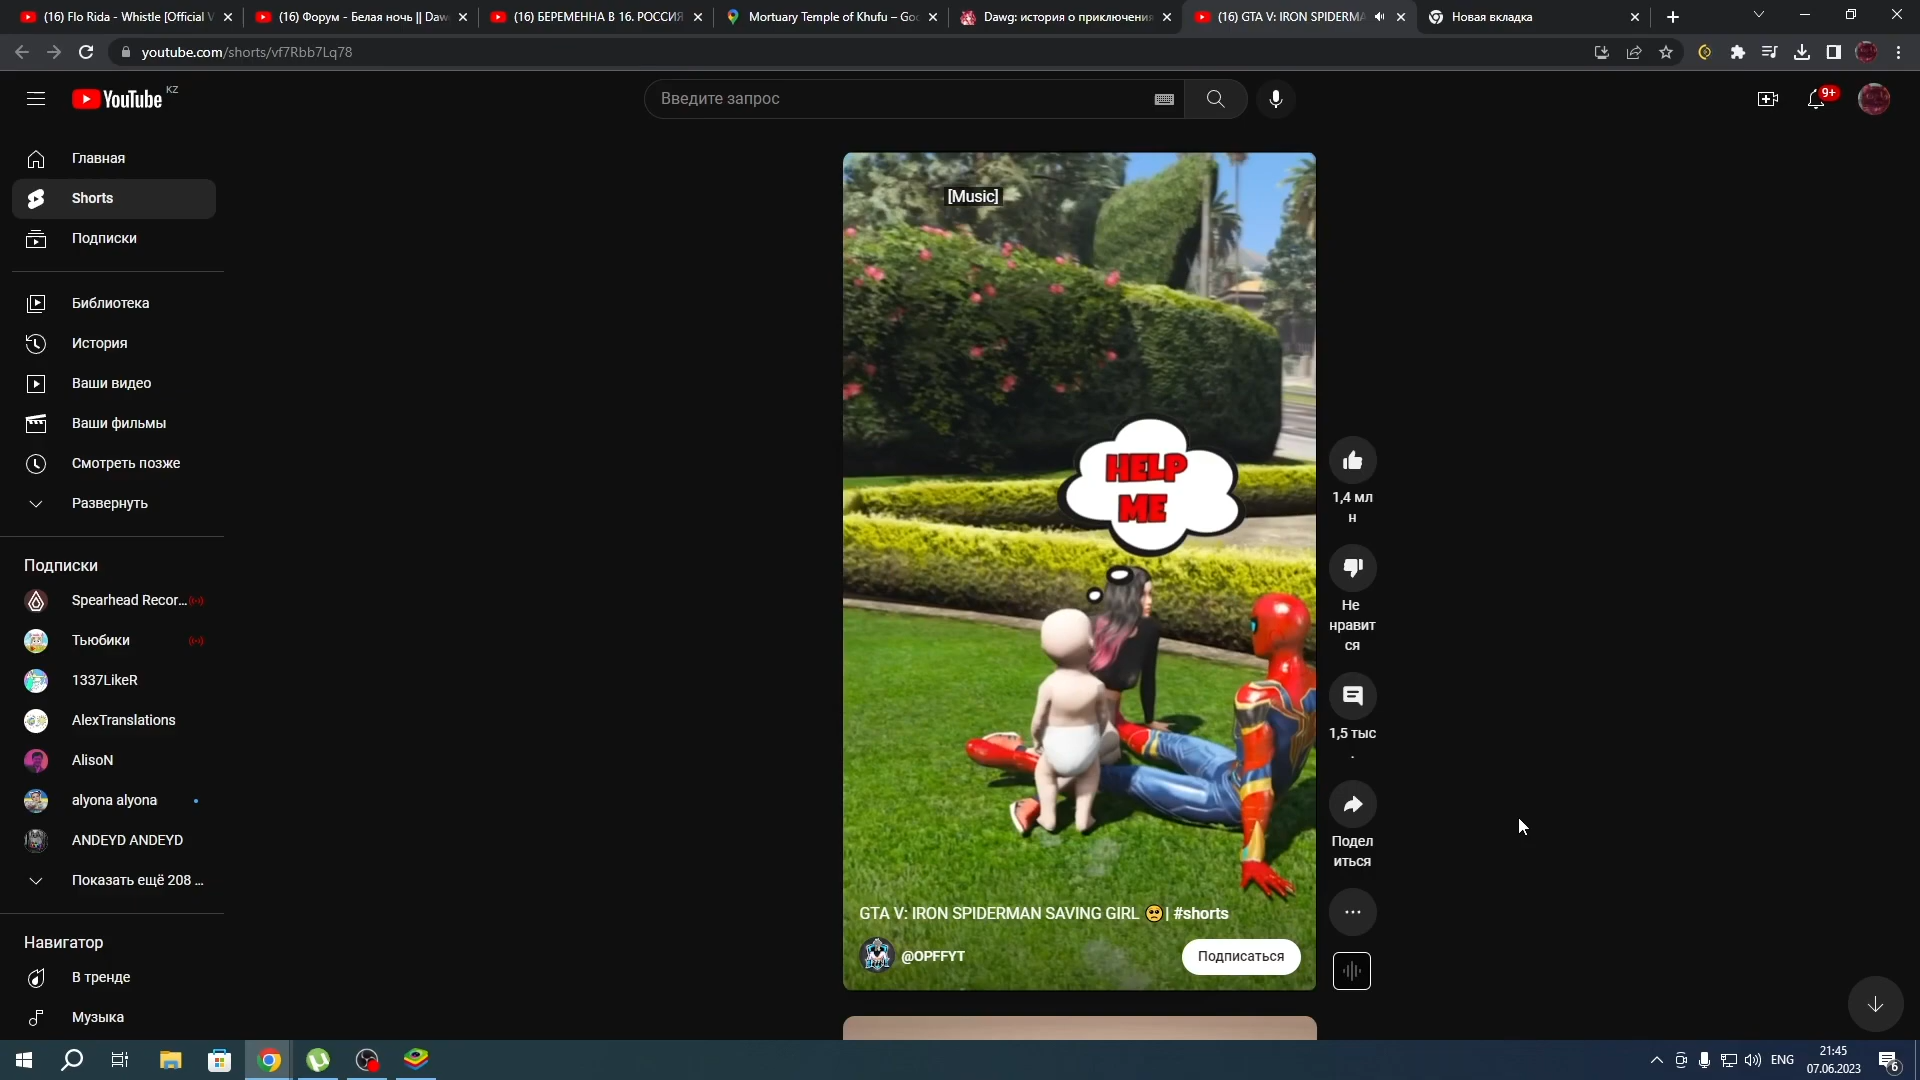 (16) Flo Rida - Whistle [Official V
(16) Форум - Белая ночь || Daw
(16) БЕРЕМЕННА В 16. РОССИЯ
Mortuary Temple of Khufu – Goo
Dawg: история о приключения
(16) GTA V: IRON SPIDERMA
Новая вкладка
youtube.com/shorts/vf7Rbb7Lq78
YouTube KZ
Введите запрос
9+
Главная
Shorts
Подписки
Библиотека
История
Ваши видео
Ваши фильмы
Смотреть позже
Развернуть
Подписки
Spearhead Recor...
Тьюбики
1337LikeR
AlexTranslations
AlisoN
alyona alyona
ANDEYD ANDEYD
Показать ещё 208 ...
Навигатор
В тренде
Музыка
[Music]
HELP
ME
GTA V: IRON SPIDERMAN SAVING GIRL 🥺| #shorts
@OPFFYT
Подписаться
1,4 мл
н
Не
нравит
ся
1,5 тыс
.
Подел
иться
ENG
21:45
07.06.2023
6